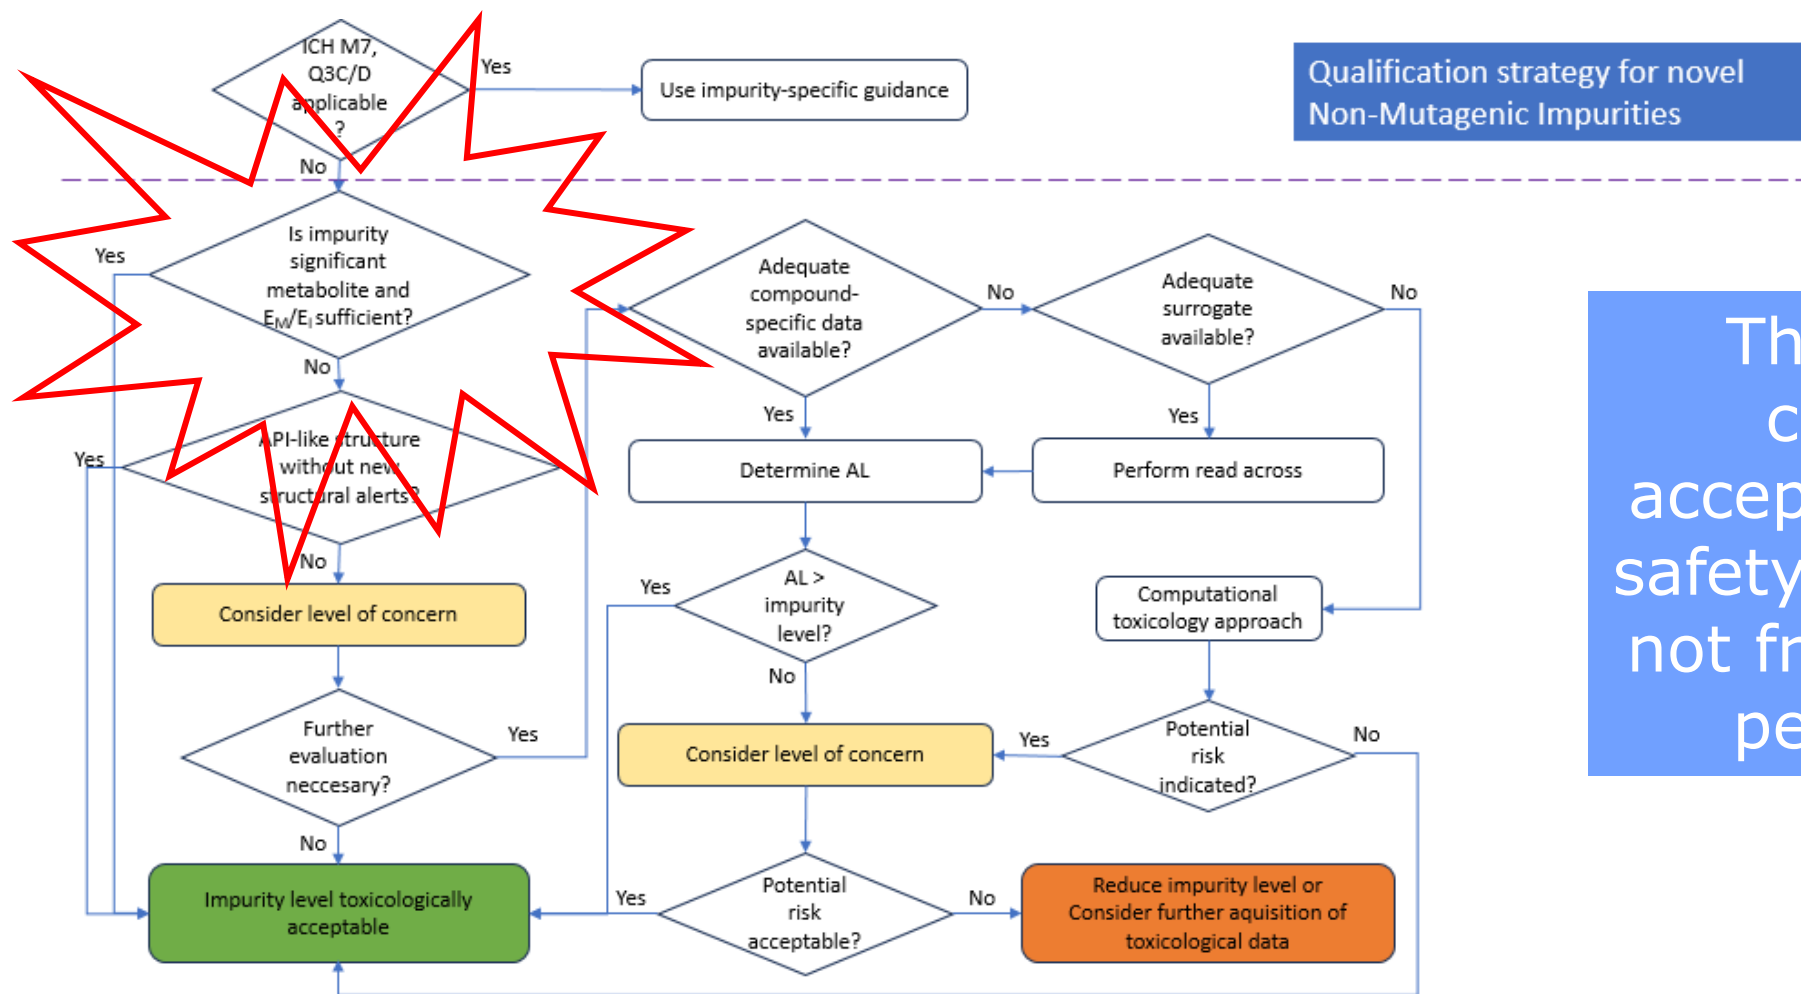 ICH M7,
Q3C/D
applicable
?
Yes
Use impurity-specific guidance
Qualification strategy for novel
Non-Mutagenic Impurities
No
Is impurity
significant
metabolite and
EM/EI sufficient?
Yes
No
API-like structure
without new
structural alerts?
Yes
No
Consider level of concern
Further
evaluation
neccesary?
Yes
No
Impurity level toxicologically
acceptable
Adequate
compound-
specific data
available?
No
Yes
Adequate
surrogate
available?
No
Yes
Determine AL
Perform read across
AL >
impurity
level?
Yes
No
Computational
toxicology approach
Consider level of concern
Yes
Potential
risk
indicated?
No
Potential
risk
acceptable?
Yes
No
Reduce impurity level or
Consider further aquisition of
toxicological data
Th
c
accep
safety
not fr
pe